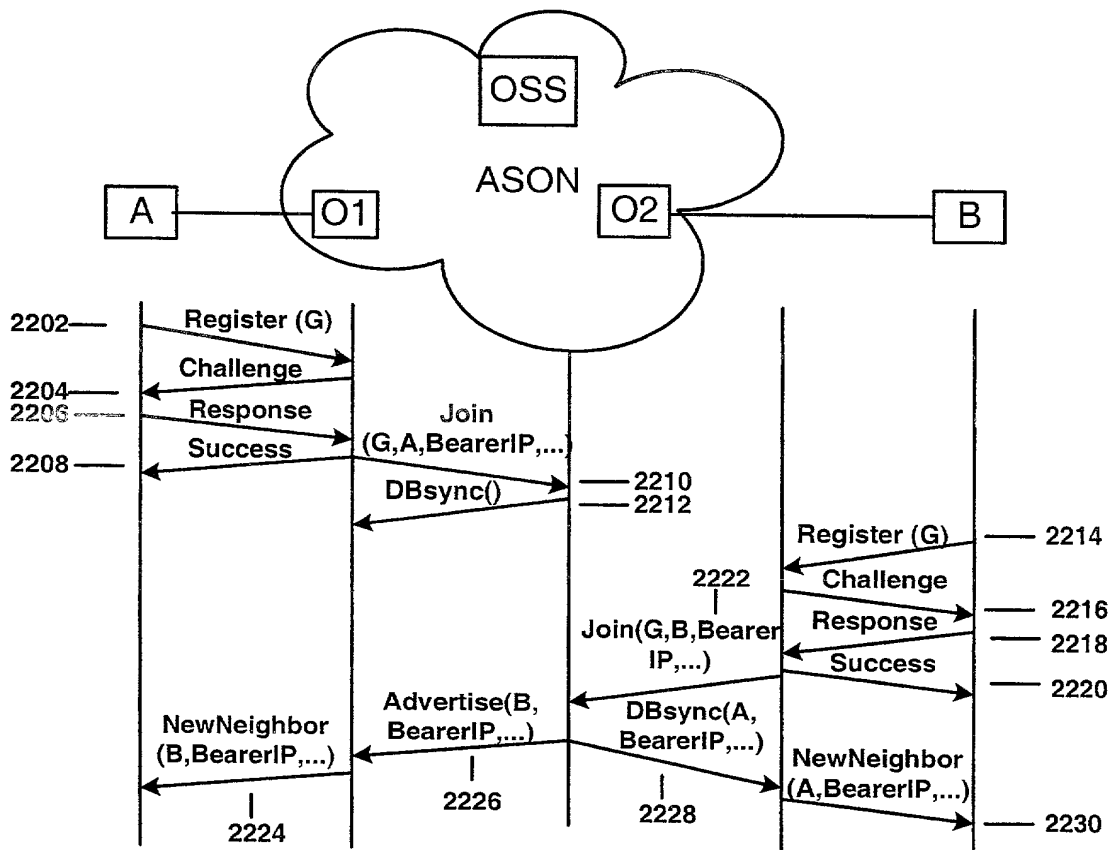 OSS
ASON
A
O1
O2
B
2202
Register (G)
Challenge
2204
2206
Response
Join
(G,A,BearerIP,...)
Success
2208
2210
DBsync()
2212
Register (G)
2214
2222
Challenge
2216
Join(G,B,Bearer
IP,...)
Response
2218
Success
2220
Advertise(B,
BearerIP,...)
DBsync(A,
BearerIP,...)
NewNeighbor
(B,BearerIP,...)
NewNeighbor
(A,BearerIP,...)
2226
2228
2224
2230